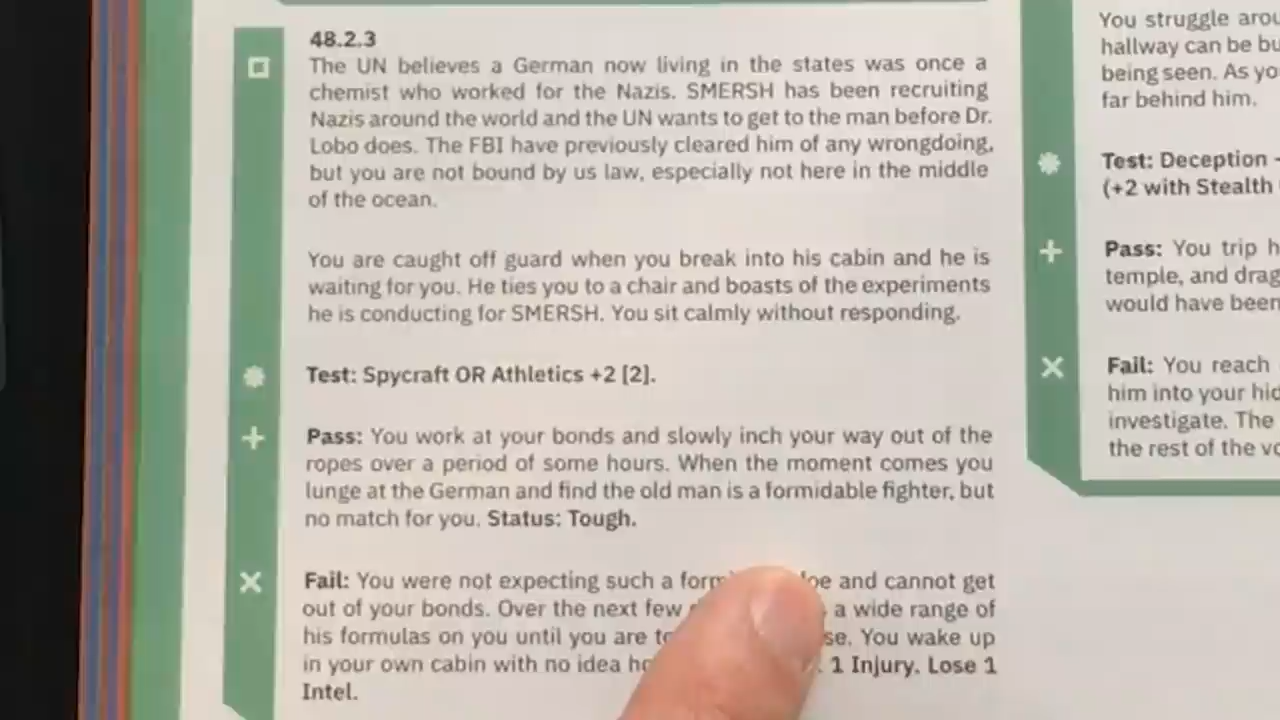 48.2.3
The UN believes a German now living in the states was once a
chemist who worked for the Nazis. SMERSH has been recruiting
Nazis around the world and the UN wants to get to the man before Dr.
Lobo does. The FBI have previously cleared him of any wrongdoing,
but you are not bound by us law, especially not here in the middle
of the ocean.
You are caught off guard when you break into his cabin and he is
waiting for you. He ties you to a chair and boasts of the experiments
he is conducting for SMERSH. You sit calmly without responding.
Test: Spycraft OR Athletics +2 [2].
Pass: You work at your bonds and slowly inch your way out of the
ropes over a period of some hours. When the moment comes you
lunge at the German and find the old man is a formidable fighter, but
no match for you. Status: Tough.
Fail: You were not expecting such a and cannot get
out of your bonds. Over the next few a wide range of
his formulas on you until you are You wake up
in your own cabin with no idea 1 Injury. Lose 1
Intel.
You struggle
hallway can be
being seen. As
far behind him.
Test: Deception
(+2 with Stealth
Pass: You trip
temple, and
would have been
Fail: You reach
him into your
investigate. The
the rest of the